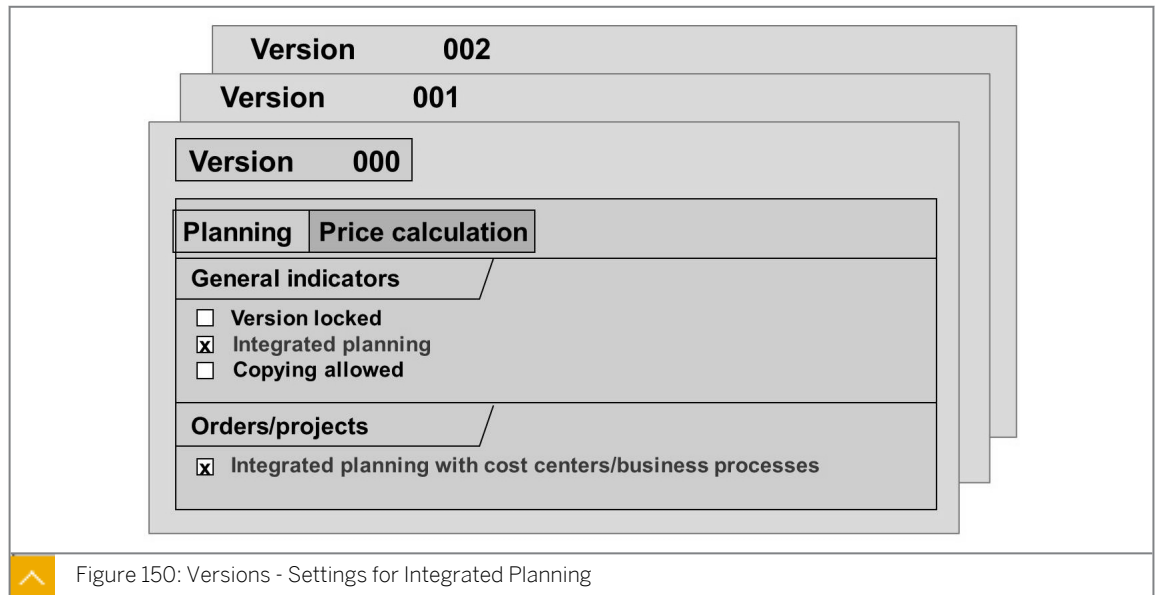 Version 002
Version 001
Version 000
Planning Price calculation
General indicators
Version locked
x Integrated planning
Copying allowed
Orders/projects
x Integrated planning with cost centers/business processes
Figure 150: Versions - Settings for Integrated Planning